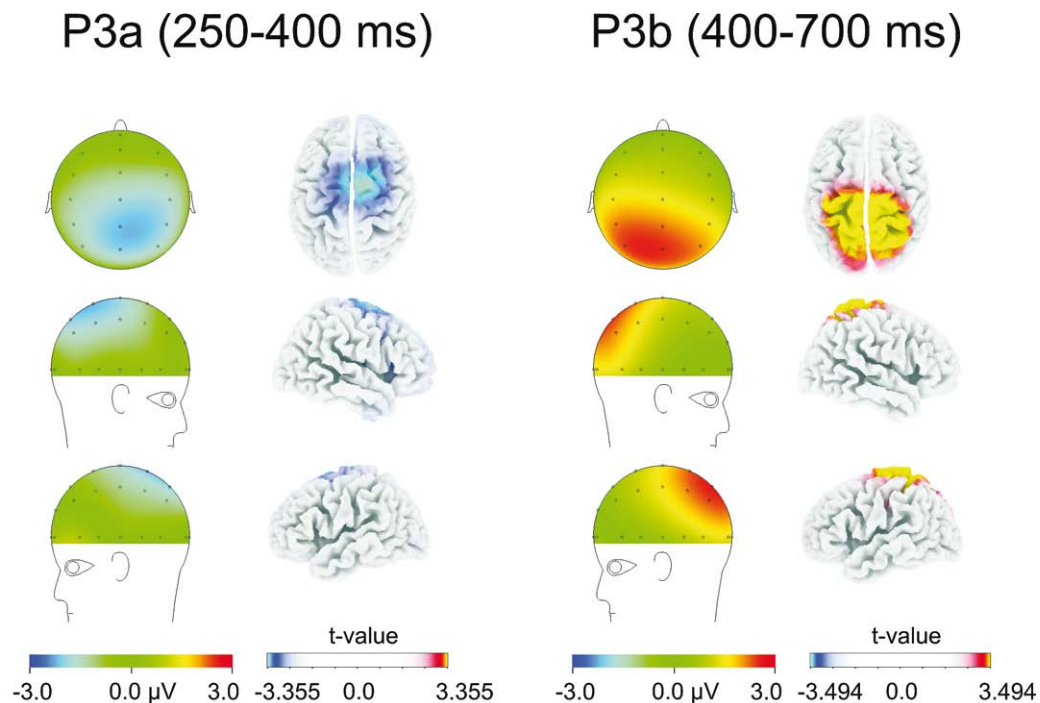 P3a (250-400 ms)
P3b (400-700 ms)
t-value
t-value
-3.0 0.0 µV 3.0
-3.355 0.0 3.355
-3.0 0.0 µV 3.0
-3.494 0.0 3.494